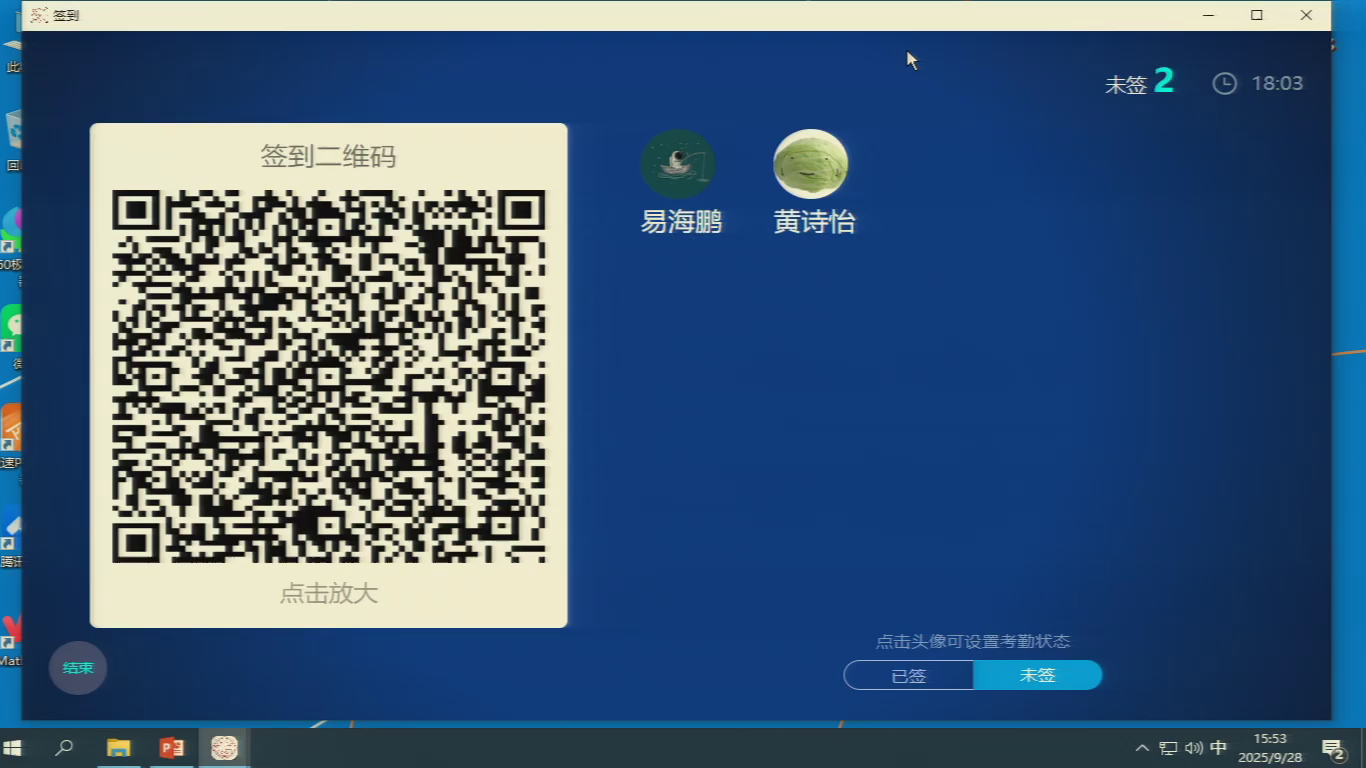 签到
未签 2
18:03
签到二维码
易海鹏
黄诗怡
点击放大
点击头像可设置考勤状态
结束
已签
未签
中
15:53
2025/9/28
2